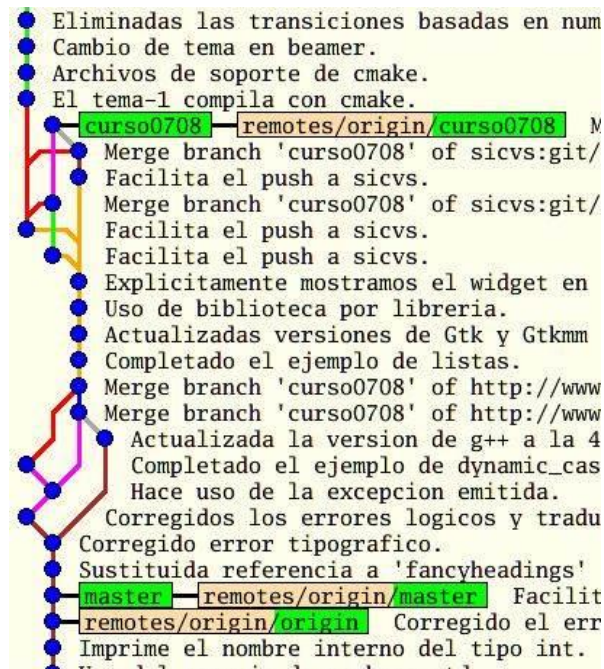 Eliminadas las transiciones basadas en num
Cambio de tema en beamer.
Archivos de soporte de cmake.
El tema-1 compila con cmake.
curso0708 remotes/origin/curso0708 M
Merge branch 'curso0708' of sicvs:git/
Facilita el push a sicvs.
Merge branch 'curso0708' of sicvs:git/
Facilita el push a sicvs.
Facilita el push a sicvs.
Explicitamente mostramos el widget en
Uso de biblioteca por libreria.
Actualizadas versiones de Gtk y Gtkmm
Completado el ejemplo de listas.
Merge branch 'curso0708' of http://www
Merge branch 'curso0708' of http://www
Actualizada la version de g++ a la 4
Completado el ejemplo de dynamic_cas
Hace uso de la excepcion emitida.
Corregidos los errores logicos y tradu
Corregido error tipografico.
Sustituida referencia a 'fancyheadings'
master remotes/origin/master Facilit
remotes/origin/origin Corregido el err
Imprime el nombre interno del tipo int.